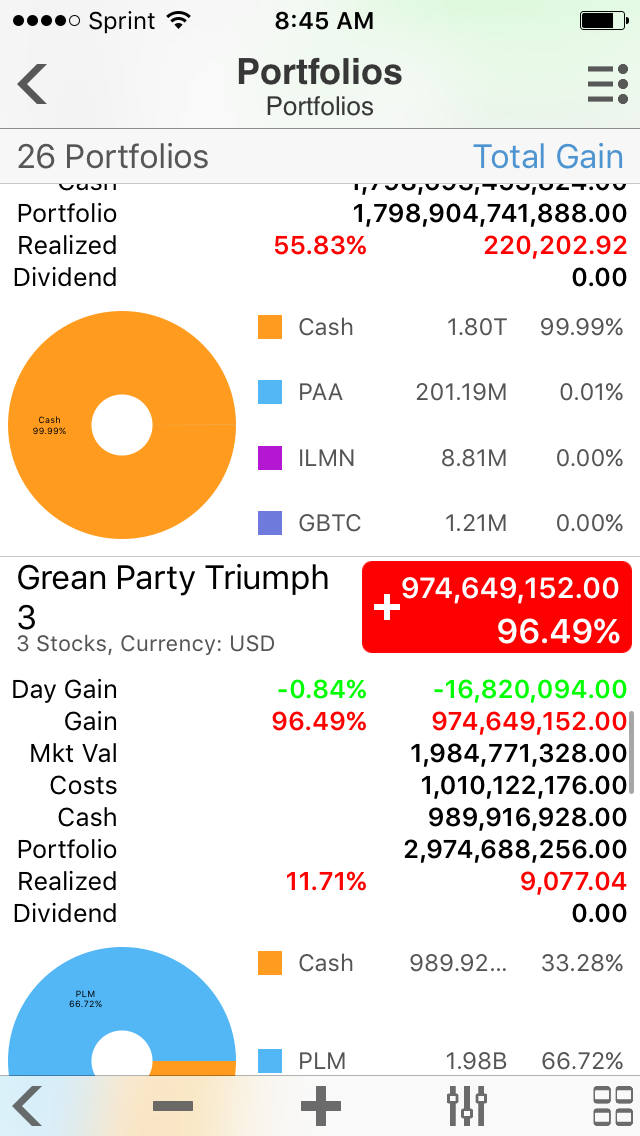 Sprint 8:45 AM
Portfolios
Portfolios
26 Portfolios Total Gain
Cash
Portfolio 1,798,904,741,888.00
Realized 55.83% 220,202.92
Dividend 0.00
Cash 1.80T 99.99%
PAA 201.19M 0.01%
Cash
99.99%
ILMN 8.81M 0.00%
GBTC 1.21M 0.00%
Grean Party Triumph
3
974,649,152.00
96.49%
3 Stocks, Currency: USD
Day Gain -0.84% -16,820,094.00
Gain 96.49% 974,649,152.00
Mkt Val 1,984,771,328.00
Costs 1,010,122,176.00
Cash 989,916,928.00
Portfolio 2,974,688,256.00
Realized 11.71% 9,077.04
Dividend 0.00
Cash 989.92... 33.28%
PLM
66.72%
PLM 1.98B 66.72%